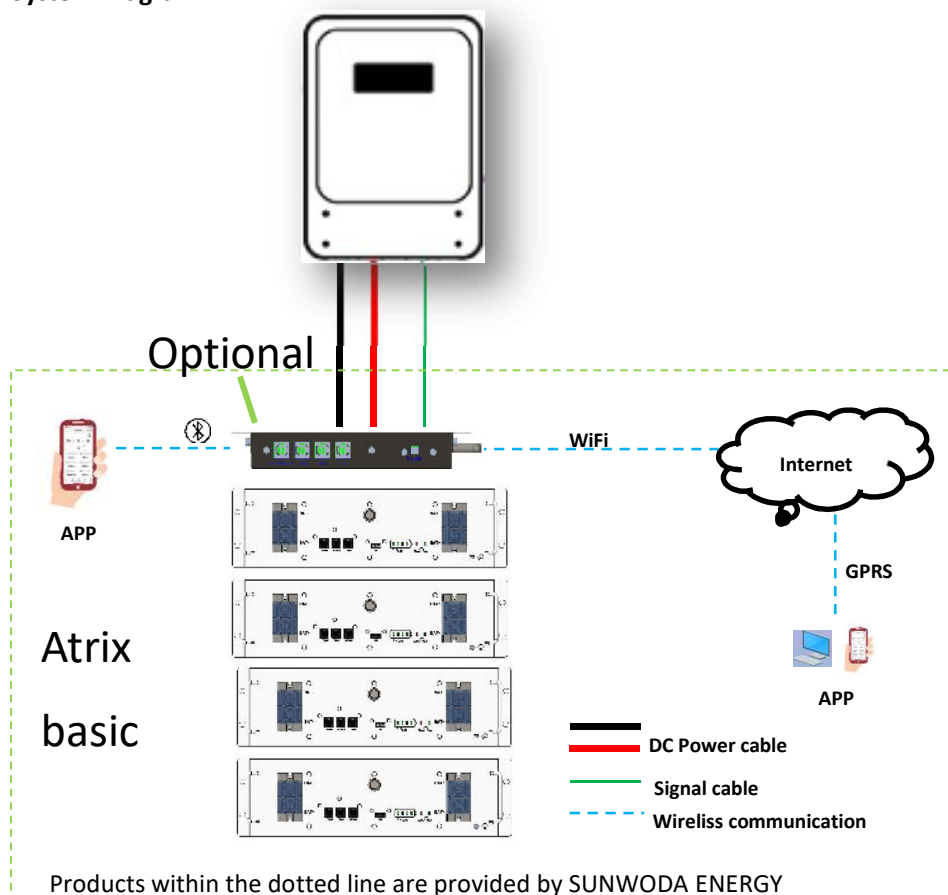 Optional
WiFi
Internet
APP
GPRS
Atrix
basic
APP
DC Power cable
Signal cable
Wireliss communication
Products within the dotted line are provided by SUNWODA ENERGY